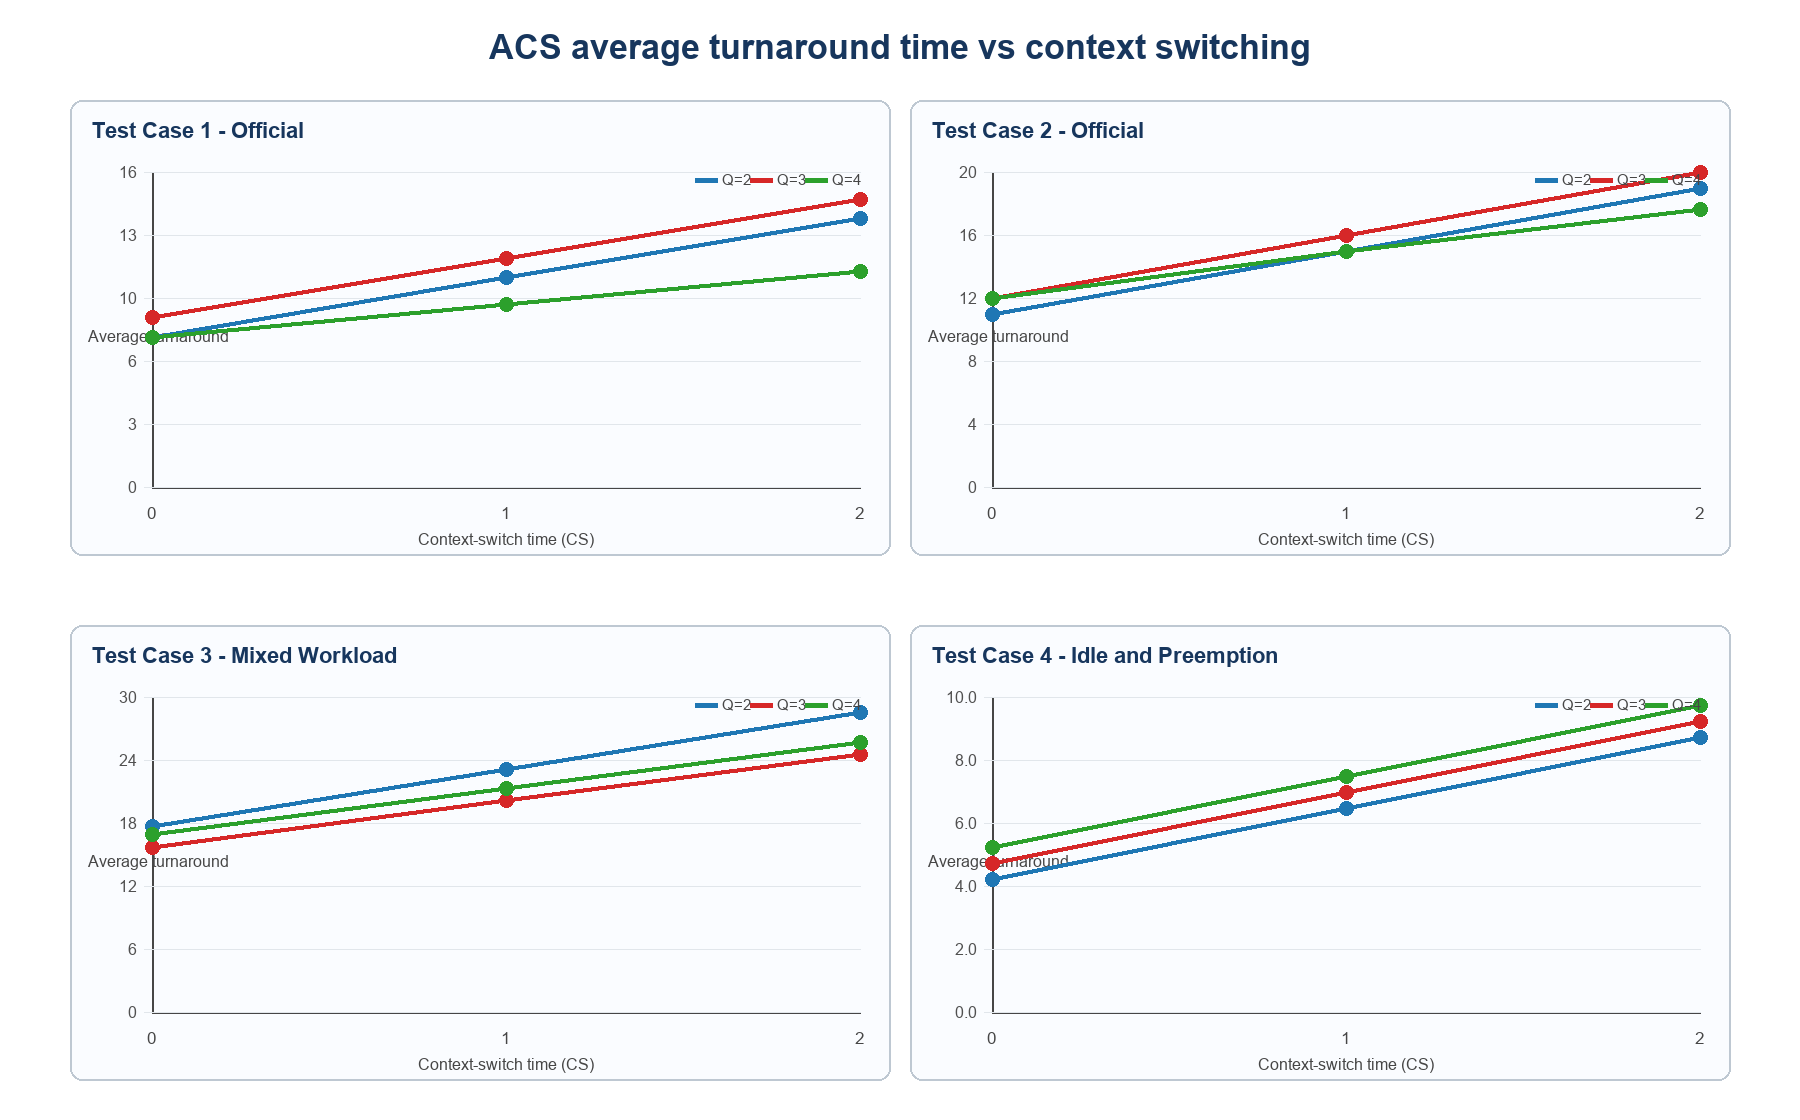 ACS average turnaround time vs context switching
Test Case 1 - Official
16
Q=2 Q=3 Q=4
13
10
Average turnaround
6
3
0
0 1 2
Context-switch time (CS)
Test Case 2 - Official
20
Q=2 Q=3 Q=4
16
12
Average turnaround
8
4
0
0 1 2
Context-switch time (CS)
Test Case 3 - Mixed Workload
30
Q=2 Q=3 Q=4
24
18
Average turnaround
12
6
0
0 1 2
Context-switch time (CS)
Test Case 4 - Idle and Preemption
10.0
Q=2 Q=3 Q=4
8.0
6.0
Average turnaround
4.0
2.0
0.0
0 1 2
Context-switch time (CS)